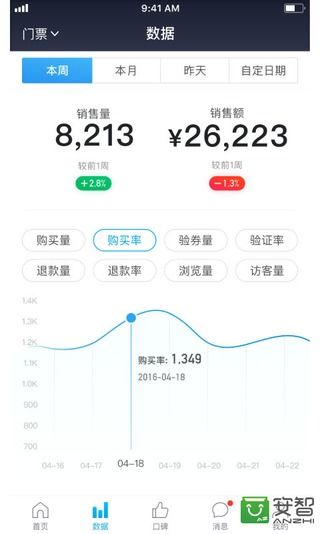 9:41 AM
门票
数据
本周 本月 昨天 自定日期
销售量 销售额
8,213 ¥26,223
较前1周 较前1周
+2.8% -1.3%
购买量 购买率 验券量 验证率
退款量 退款率 浏览量 访客量
1.4K
1.3K
1.2K
1.1K
1.0K
900
800
700
购买率: 1.349
2016-04-18
04-16 04-17 04-18 04-19 04-20 04-21 04-22
首页 数据 口碑 消息 我的
安智
ANZHI